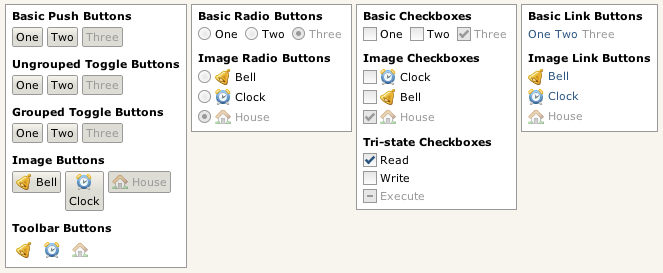 Basic Push Buttons
One Two Three
Ungrouped Toggle Buttons
One Two Three
Grouped Toggle Buttons
One Two Three
Image Buttons
Bell Clock House
Toolbar Buttons
Basic Radio Buttons
One Two Three
Image Radio Buttons
Bell
Clock
House
Basic Checkboxes
One Two Three
Image Checkboxes
Clock
Bell
House
Tri-state Checkboxes
Read
Write
Execute
Basic Link Buttons
One Two Three
Image Link Buttons
Bell
Clock
House